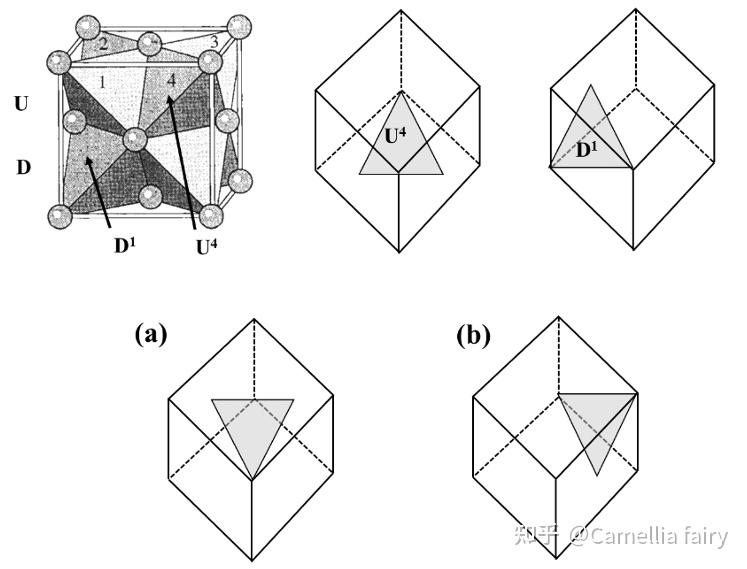 2
3
1
4
U
D
D¹
U⁴
U⁴
D¹
(a)
(b)
知乎 @Camellia fairy